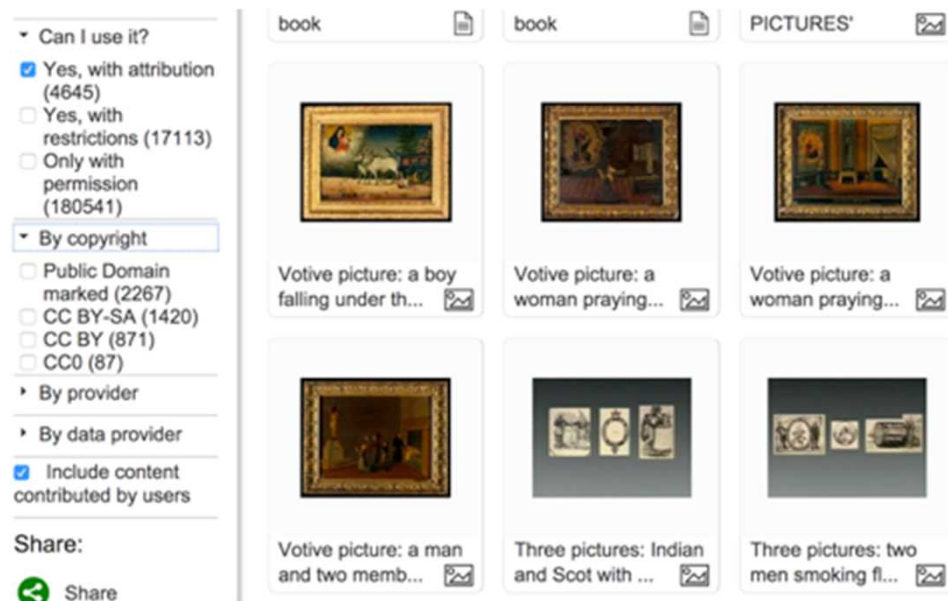 Can I use it?
Yes, with attribution
(4645)
Yes, with
restrictions (17113)
Only with
permission
(180541)
By copyright
Public Domain
marked (2267)
CC BY-SA (1420)
CC BY (871)
CC0 (87)
By provider
By data provider
Include content
contributed by users
Share:
Share
book
book
PICTURES'
Votive picture: a boy
falling under th...
Votive picture: a
woman praying...
Votive picture: a
woman praying...
Votive picture: a man
and two memb...
Three pictures: Indian
and Scot with ...
Three pictures: two
men smoking fl...